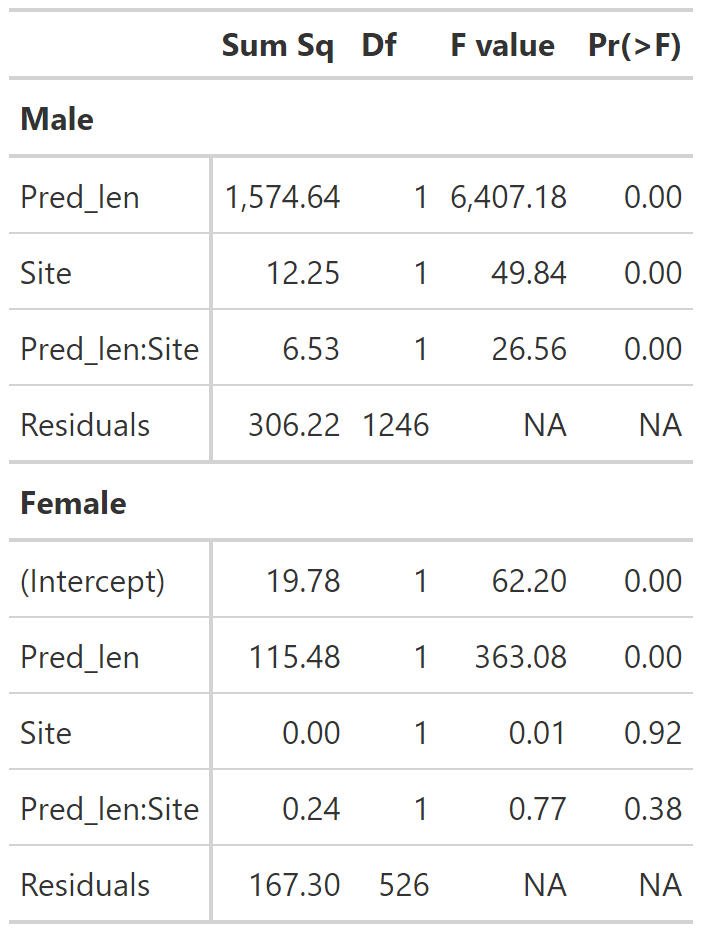 Sum Sq Df F value Pr(>F)
Male
Pred_len 1,574.64 1 6,407.18 0.00
Site 12.25 1 49.84 0.00
Pred_len:Site 6.53 1 26.56 0.00
Residuals 306.22 1246 NA NA
Female
(Intercept) 19.78 1 62.20 0.00
Pred_len 115.48 1 363.08 0.00
Site 0.00 1 0.01 0.92
Pred_len:Site 0.24 1 0.77 0.38
Residuals 167.30 526 NA NA